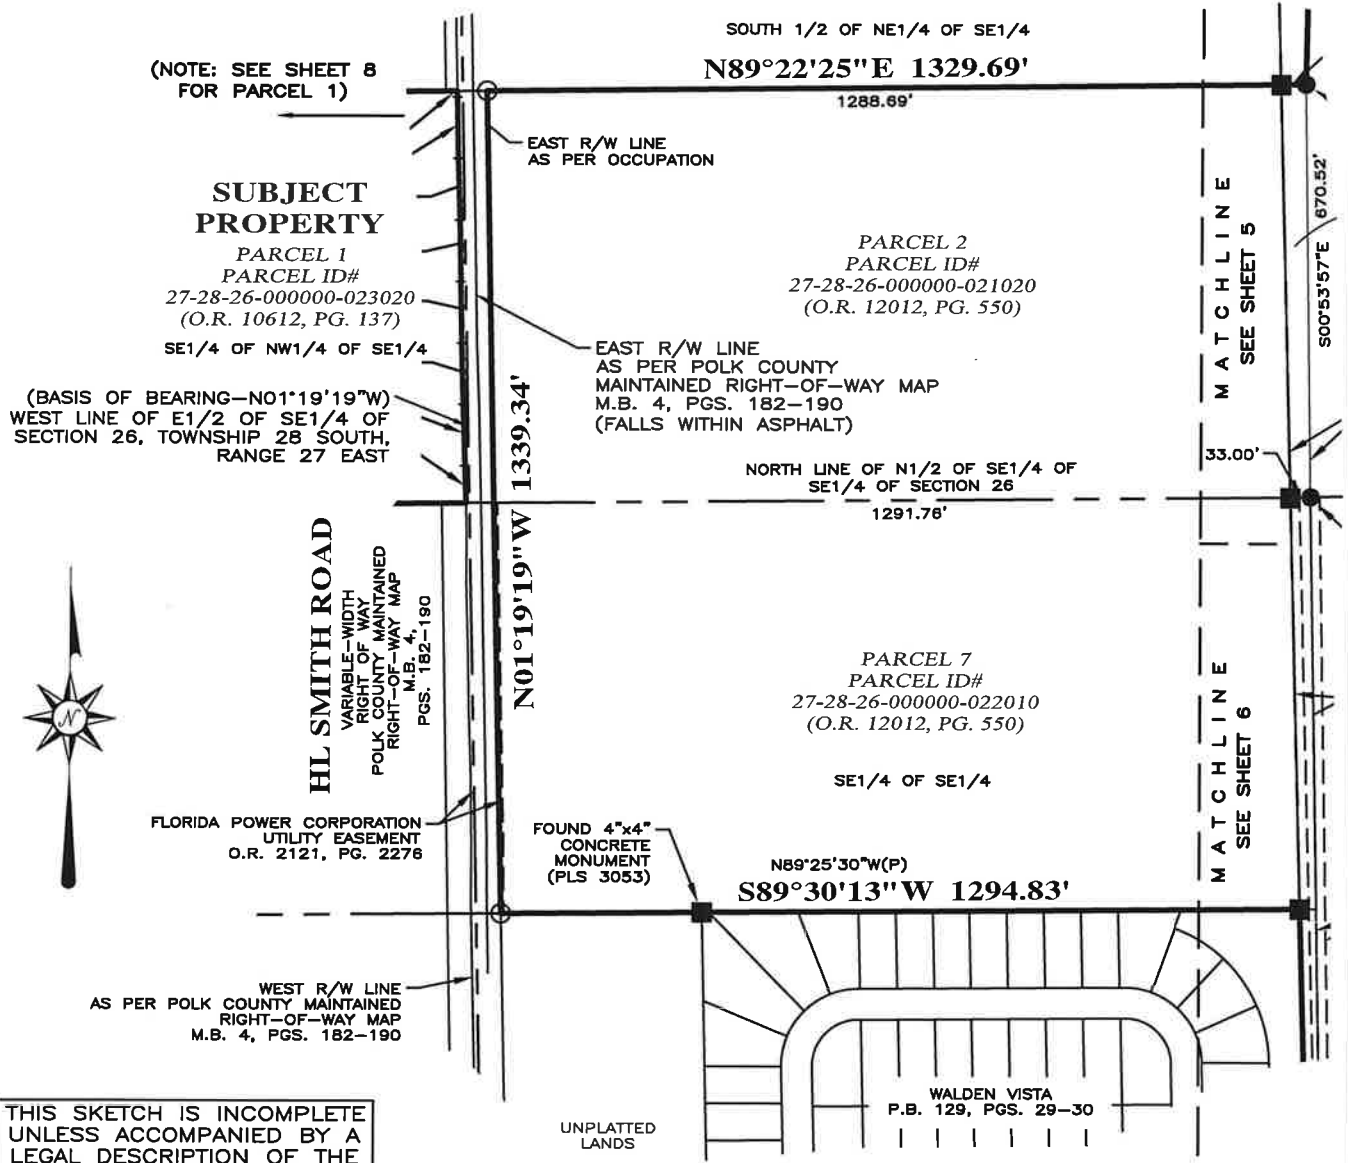 SOUTH 1/2 OF NE1/4 OF SE1/4
N89°22'25"E 1329.69'
1288.69'
(NOTE: SEE SHEET 8
FOR PARCEL 1)
EAST R/W LINE
AS PER OCCUPATION
SUBJECT
PROPERTY
PARCEL 1
PARCEL ID#
27-28-26-000000-023020
(O.R. 10612, PG. 137)
SE1/4 OF NW1/4 OF SE1/4
PARCEL 2
PARCEL ID#
27-28-26-000000-021020
(O.R. 12012, PG. 550)
MATCHLINE
SEE SHEET 5
S00°53'57"E
670.52'
EAST R/W LINE
AS PER POLK COUNTY
MAINTAINED RIGHT-OF-WAY MAP
M.B. 4, PGS. 182-190
(FALLS WITHIN ASPHALT)
(BASIS OF BEARING-N01°19'19"W)
WEST LINE OF E1/2 OF SE1/4 OF
SECTION 26, TOWNSHIP 28 SOUTH,
RANGE 27 EAST
N01°19'19"W 1339.34'
33.00'
NORTH LINE OF N1/2 OF SE1/4 OF
SE1/4 OF SECTION 26
1291.76'
HL SMITH ROAD
VARIABLE-WIDTH
RIGHT OF WAY
POLK COUNTY MAINTAINED
RIGHT-OF-WAY MAP
M.B. 4,
PGS. 182-190
N
PARCEL 7
PARCEL ID#
27-28-26-000000-022010
(O.R. 12012, PG. 550)
SE1/4 OF SE1/4
MATCHLINE
SEE SHEET 6
FLORIDA POWER CORPORATION
UTILITY EASEMENT
O.R. 2121, PG. 2276
FOUND 4"x4"
CONCRETE
MONUMENT
(PLS 3053)
N89°25'30"W(P)
S89°30'13"W 1294.83'
WEST R/W LINE
AS PER POLK COUNTY MAINTAINED
RIGHT-OF-WAY MAP
M.B. 4, PGS. 182-190
WALDEN VISTA
P.B. 129, PGS. 29-30
UNPLATTED
LANDS
THIS SKETCH IS INCOMPLETE
UNLESS ACCOMPANIED BY A
LEGAL DESCRIPTION OF THE